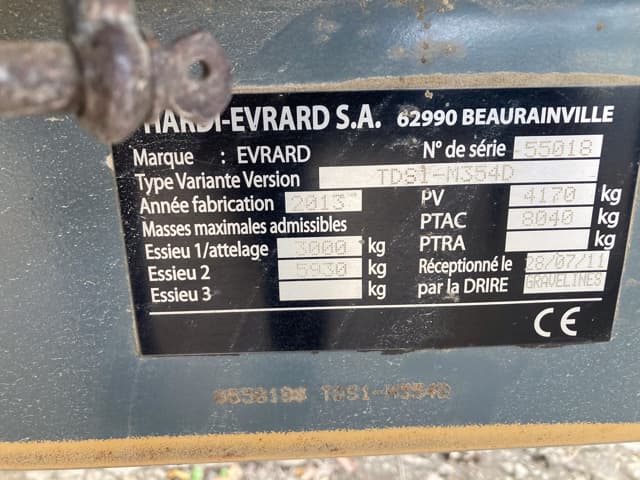 HARDI-EVRARD S.A. 62990 BEAURAINVILLE
Marque : EVRARD N° de série 55018
Type Variante Version TDS1-M354D
Année fabrication 2013 PV 4170 kg
Masses maximales admissibles PTAC 8040 kg
Essieu 1/attelage 3000 kg PTRA kg
Essieu 2 5930 kg Réceptionné le 28/07/11
Essieu 3 kg par la DRIRE GRAVELINES
CE
TDS1-M354D